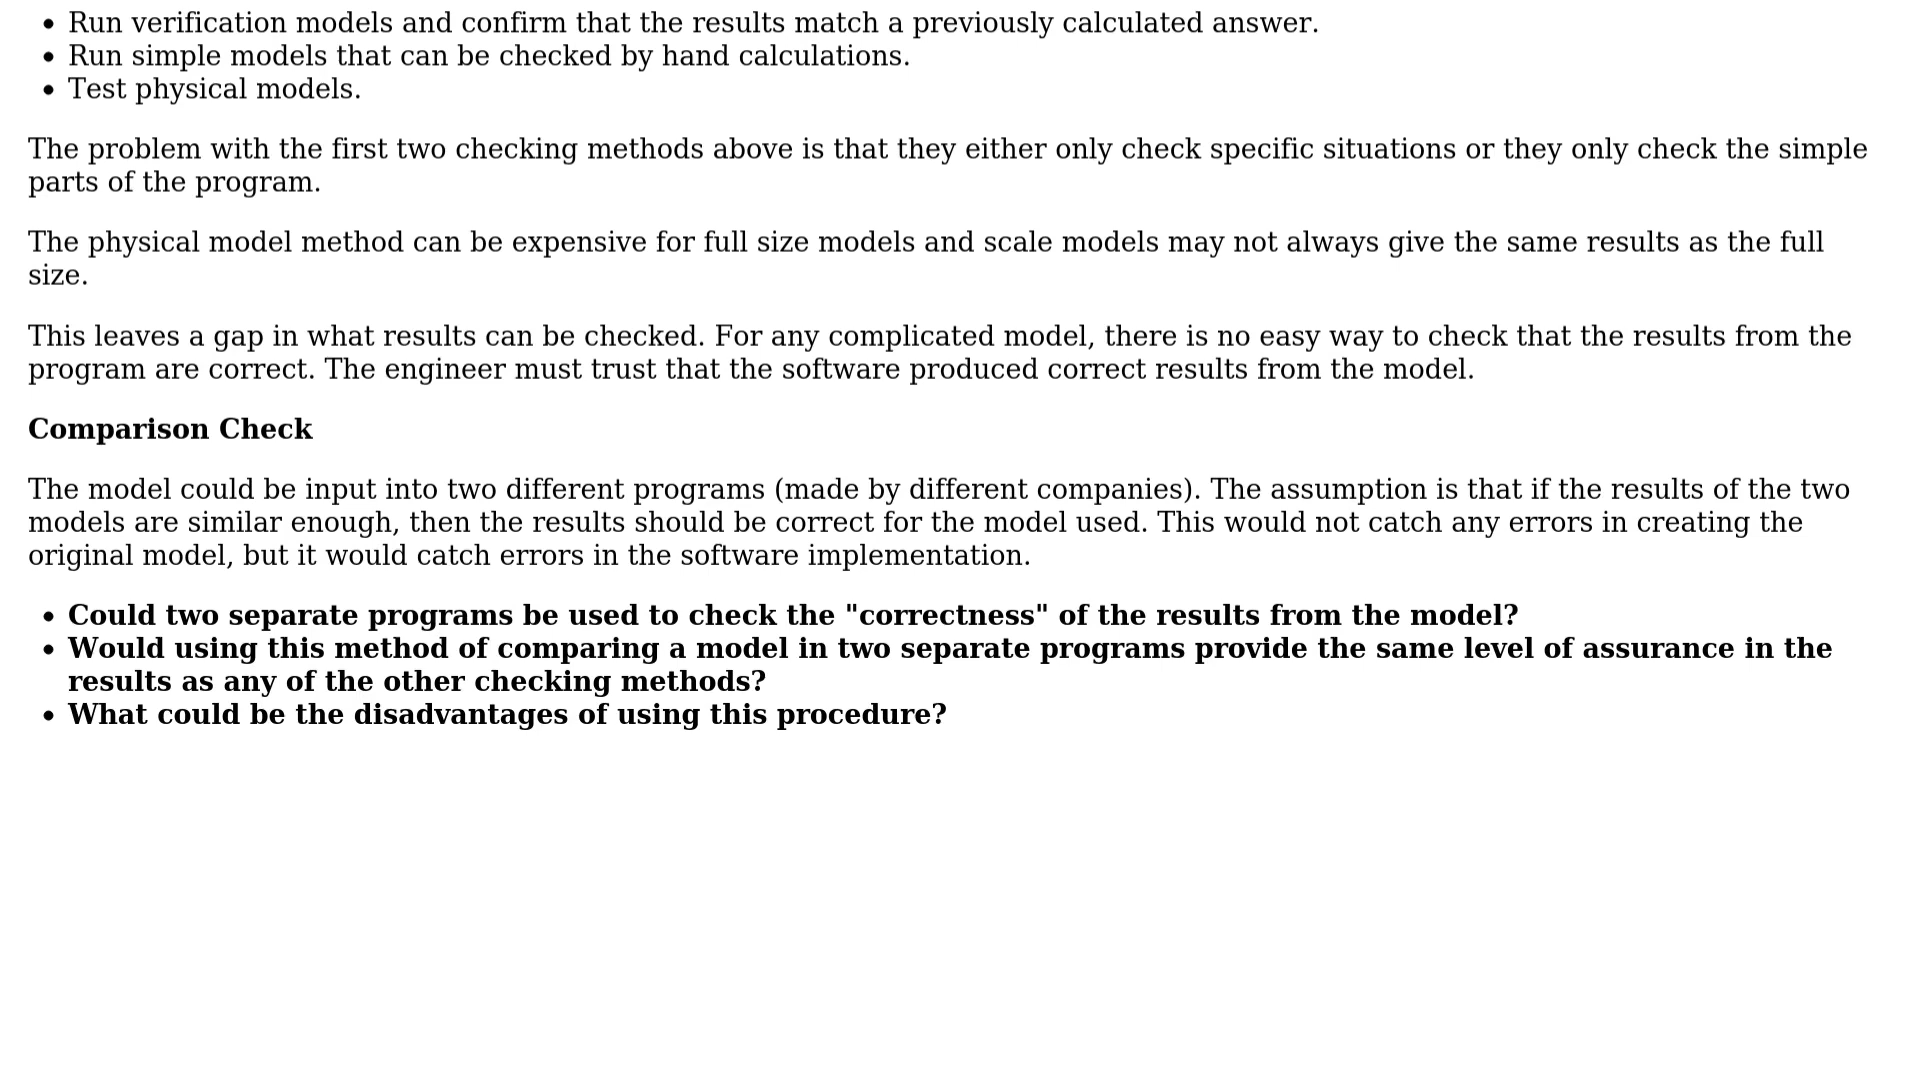 • Run verification models and confirm that the results match a previously calculated answer.
• Run simple models that can be checked by hand calculations.
• Test physical models.
The problem with the first two checking methods above is that they either only check specific situations or they only check the simple
parts of the program.
The physical model method can be expensive for full size models and scale models may not always give the same results as the full
size.
This leaves a gap in what results can be checked. For any complicated model, there is no easy way to check that the results from the
program are correct. The engineer must trust that the software produced correct results from the model.
Comparison Check
The model could be input into two different programs (made by different companies). The assumption is that if the results of the two
models are similar enough, then the results should be correct for the model used. This would not catch any errors in creating the
original model, but it would catch errors in the software implementation.
• Could two separate programs be used to check the "correctness" of the results from the model?
• Would using this method of comparing a model in two separate programs provide the same level of assurance in the
results as any of the other checking methods?
• What could be the disadvantages of using this procedure?